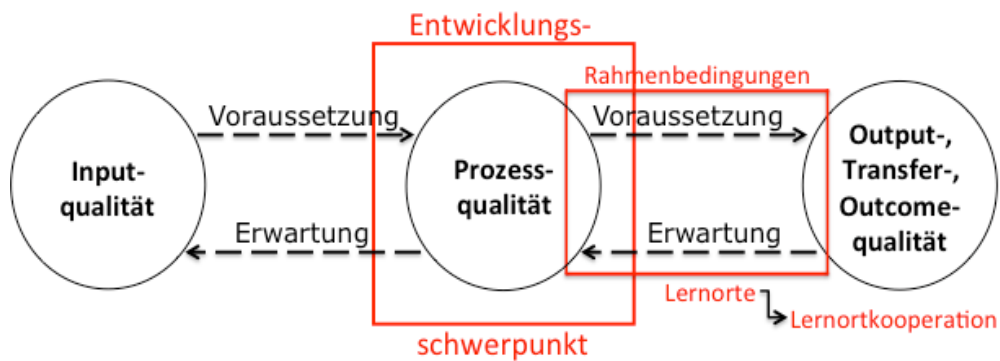 Entwicklungs-
Rahmenbedingungen
Voraussetzung
Voraussetzung
Input-
qualität
Prozess-
qualität
Output-,
Transfer-,
Outcome-
qualität
Erwartung
Erwartung
Lernorte
Lernortkooperation
schwerpunkt